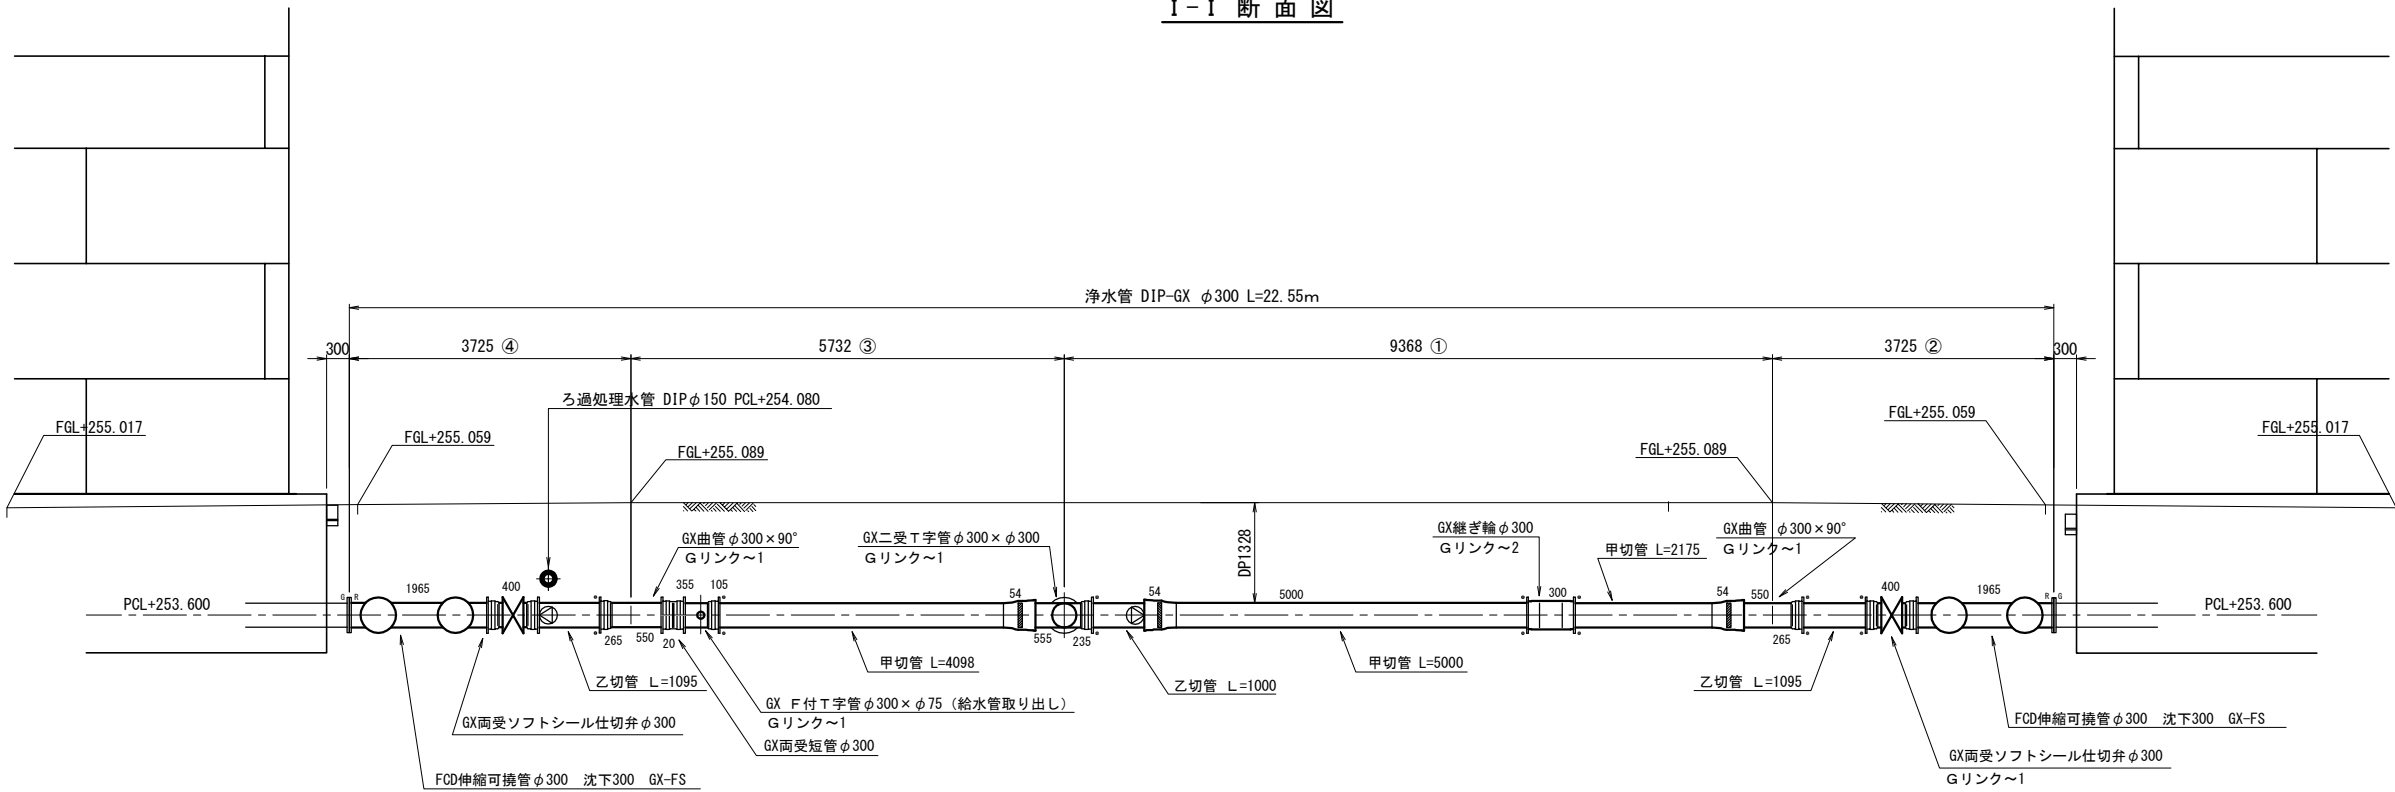 I-I 断 面 図
浄水管 DIP-GX φ300 L=22.55m
300
3725 ④
5732 ③
9368 ①
3725 ②
300
ろ過処理水管 DIPφ150 PCL+254.080
FGL+255.017
FGL+255.059
FGL+255.089
FGL+255.089
FGL+255.059
FGL+255.017
DP1328
GX曲管φ300×90°
Gリンク~1
GX二受T字管φ300×φ300
Gリンク~1
GX継ぎ輪φ300
Gリンク~2
甲切管 L=2175
GX曲管 φ300×90°
Gリンク~1
PCL+253.600
G R
1965
400
265
550
20
355
105
54
555
235
54
5000
300
54
550
265
400
1965
R G
PCL+253.600
乙切管 L=1095
甲切管 L=4098
乙切管 L=1000
甲切管 L=5000
乙切管 L=1095
GX F付T字管φ300×φ75（給水管取り出し）
Gリンク~1
GX両受ソフトシール仕切弁φ300
GX両受短管φ300
FCD伸縮可撓管φ300 沈下300 GX-FS
FCD伸縮可撓管φ300 沈下300 GX-FS
GX両受ソフトシール仕切弁φ300
Gリンク~1